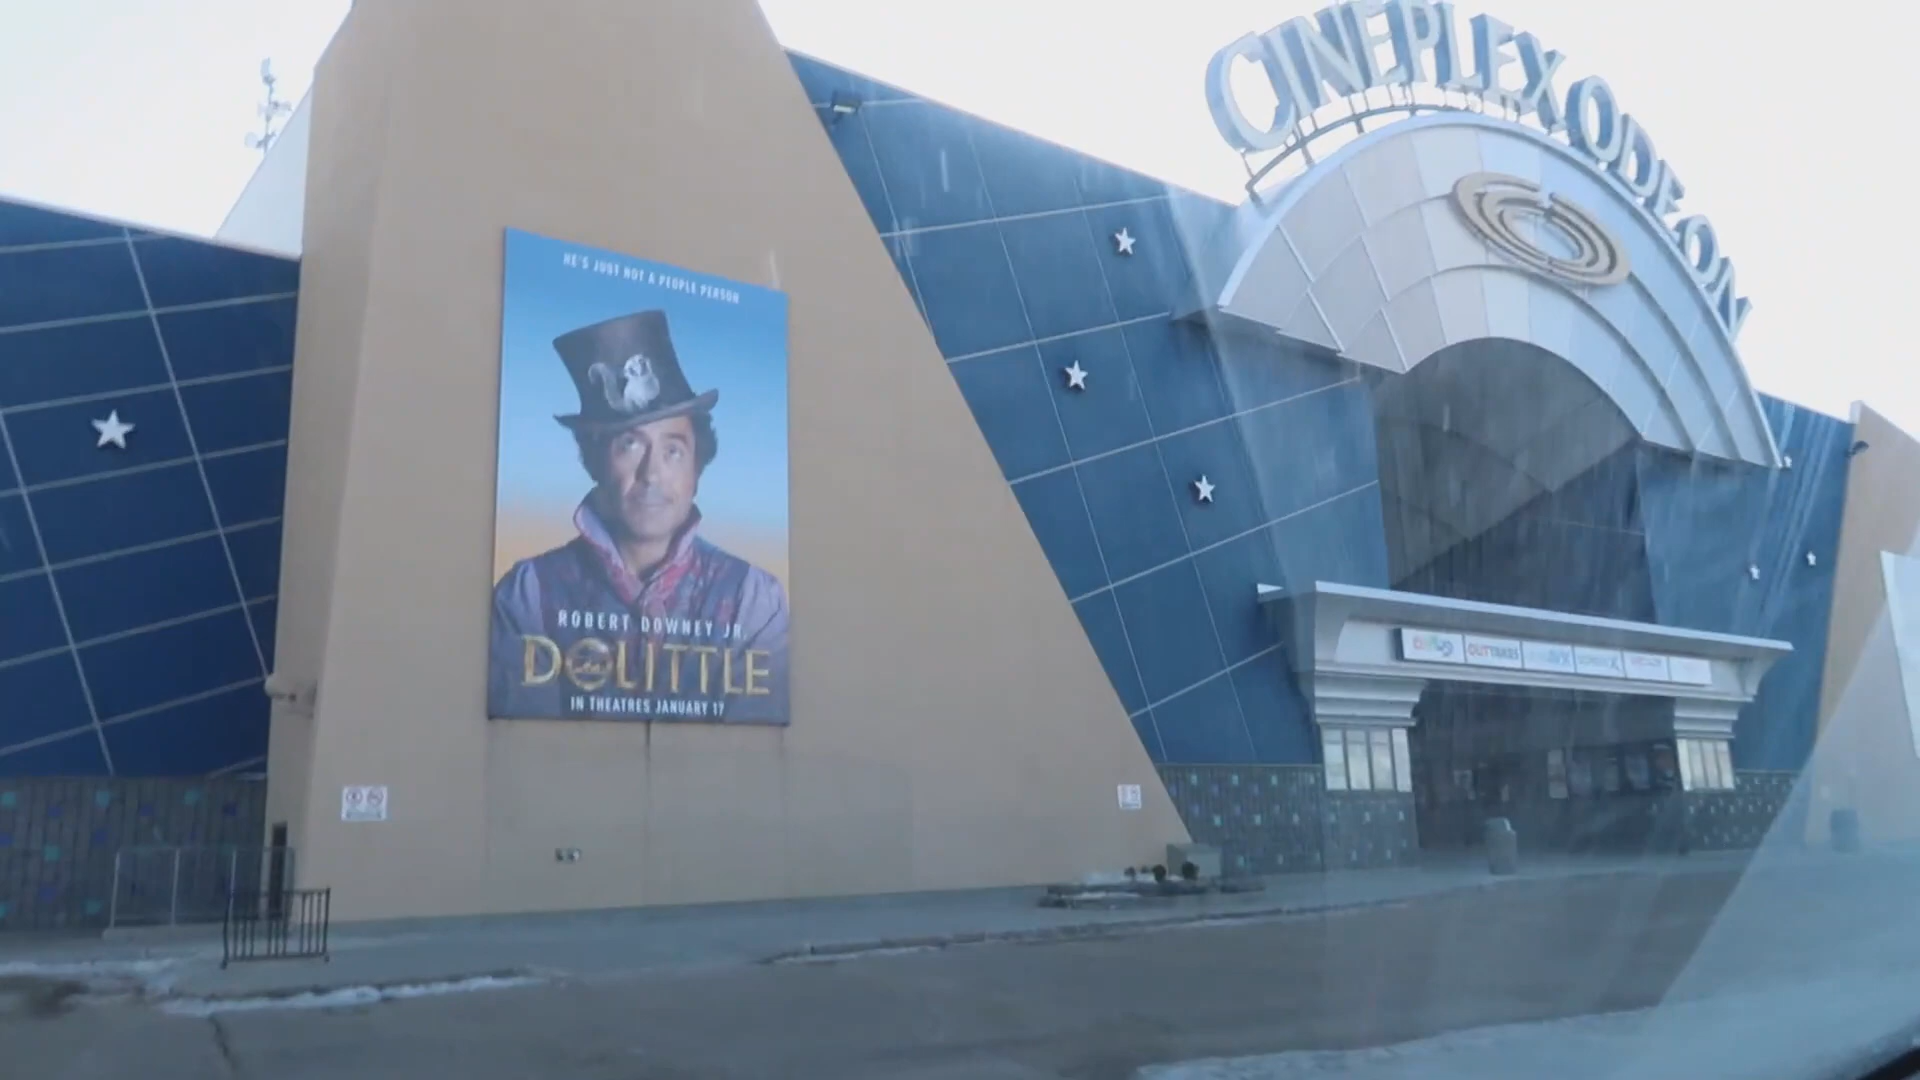 CINEPLEX ODEON
HE'S JUST NOT A PEOPLE PERSON
ROBERT DOWNEY JR.
DOLITTLE
IN THEATRES JANUARY 17
OUTTAKES